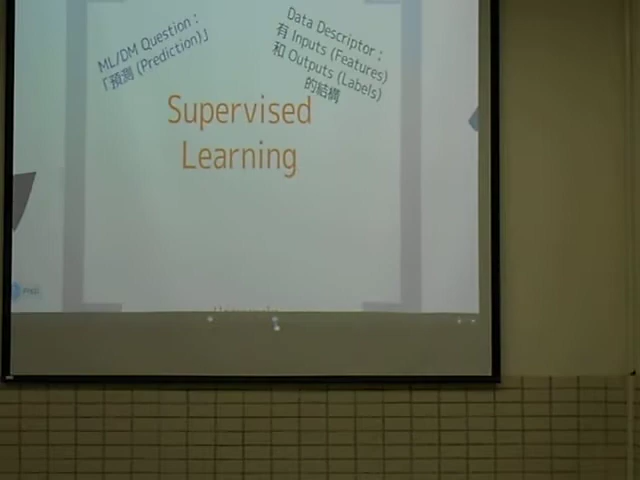 ML/DM Question：
「預測 (Prediction)」
Data Descriptor：
有 Inputs (Features)
和 Outputs (Labels)
的結構
Supervised
Learning